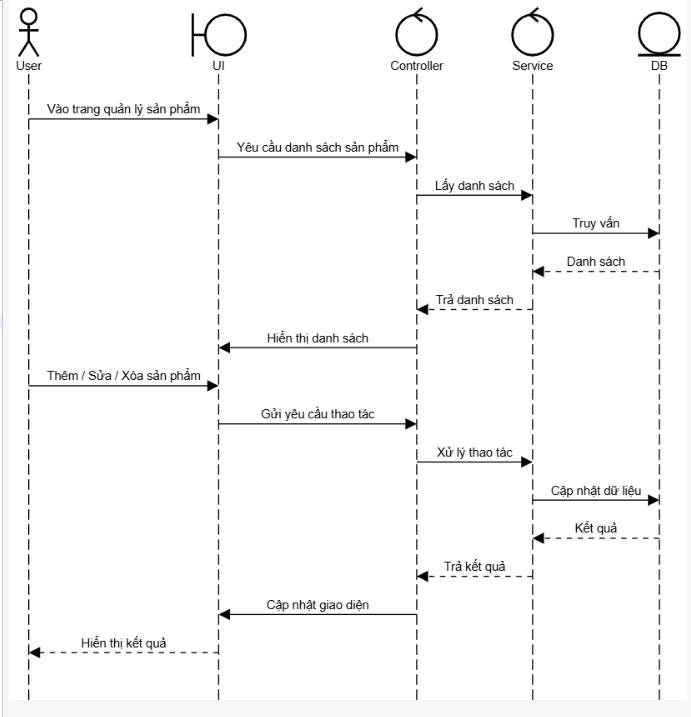 User
UI
Controller
Service
DB
Vào trang quản lý sản phẩm
Yêu cầu danh sách sản phẩm
Lấy danh sách
Truy vấn
Danh sách
Trả danh sách
Hiển thị danh sách
Thêm / Sửa / Xóa sản phẩm
Gửi yêu cầu thao tác
Xử lý thao tác
Cập nhật dữ liệu
Kết quả
Trả kết quả
Cập nhật giao diện
Hiển thị kết quả